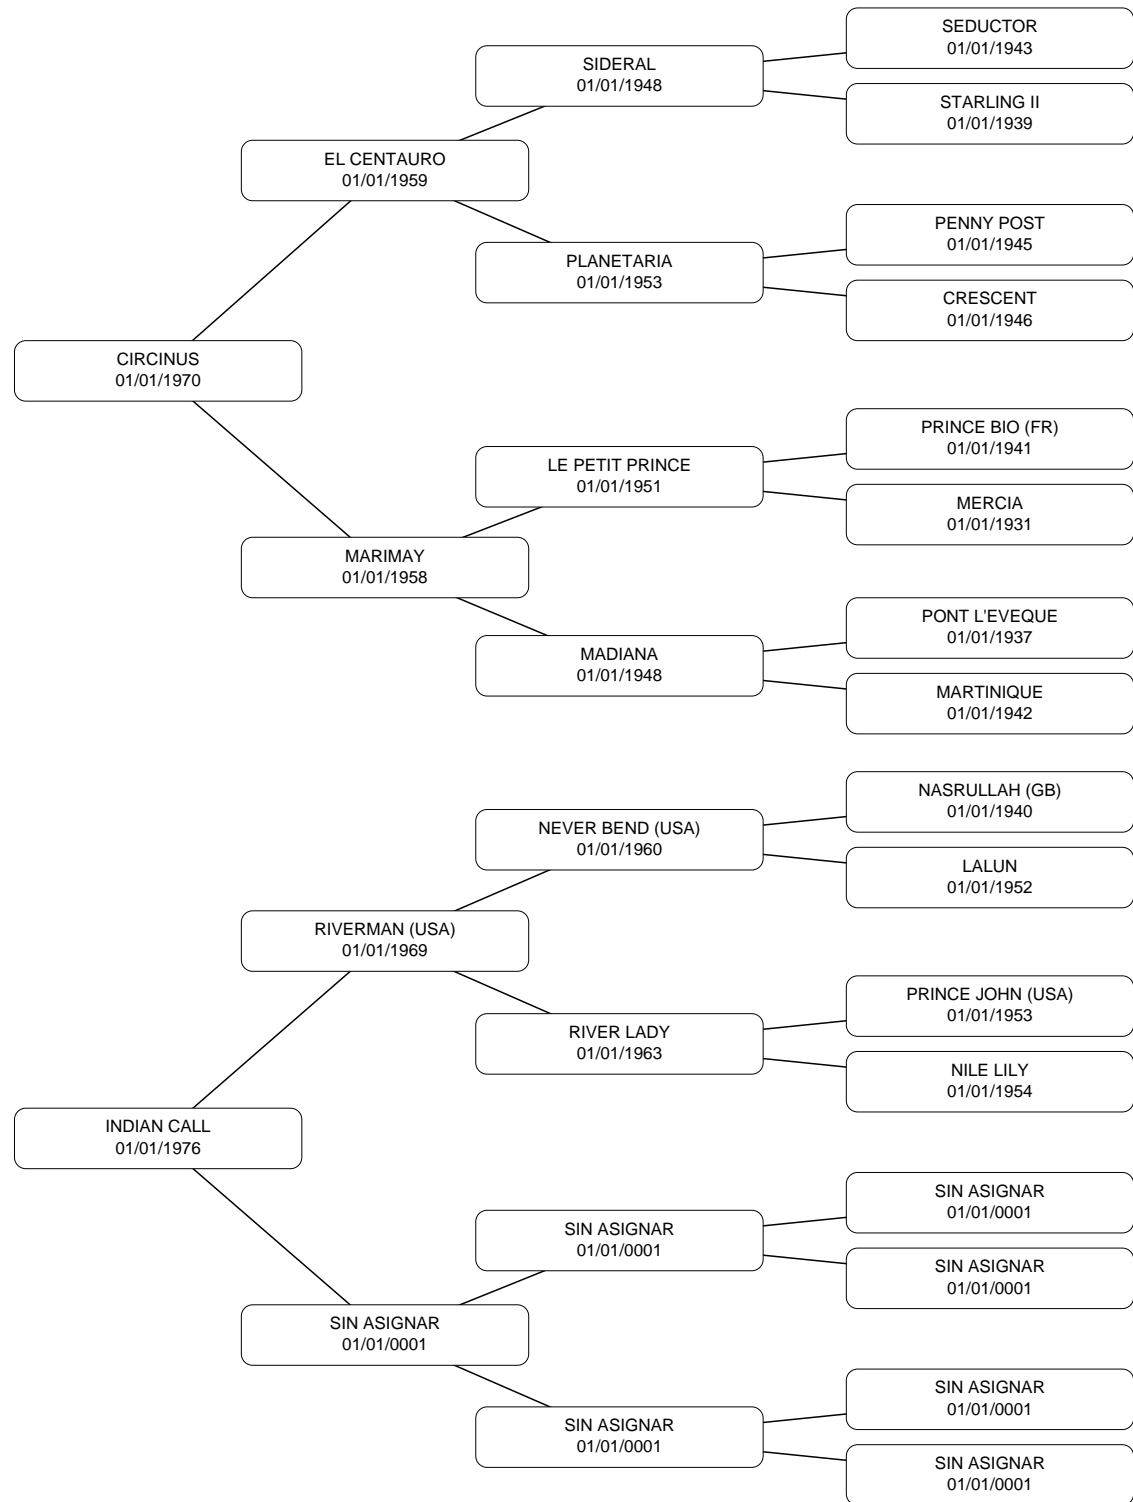 SEDUCTOR
01/01/1943
SIDERAL
01/01/1948
STARLING II
01/01/1939
EL CENTAURO
01/01/1959
PENNY POST
01/01/1945
PLANETARIA
01/01/1953
CRESCENT
01/01/1946
CIRCINUS
01/01/1970
PRINCE BIO (FR)
01/01/1941
LE PETIT PRINCE
01/01/1951
MERCIA
01/01/1931
MARIMAY
01/01/1958
PONT L'EVEQUE
01/01/1937
MADIANA
01/01/1948
MARTINIQUE
01/01/1942
NASRULLAH (GB)
01/01/1940
NEVER BEND (USA)
01/01/1960
LALUN
01/01/1952
RIVERMAN (USA)
01/01/1969
PRINCE JOHN (USA)
01/01/1953
RIVER LADY
01/01/1963
NILE LILY
01/01/1954
INDIAN CALL
01/01/1976
SIN ASIGNAR
01/01/0001
SIN ASIGNAR
01/01/0001
SIN ASIGNAR
01/01/0001
SIN ASIGNAR
01/01/0001
SIN ASIGNAR
01/01/0001
SIN ASIGNAR
01/01/0001
SIN ASIGNAR
01/01/0001